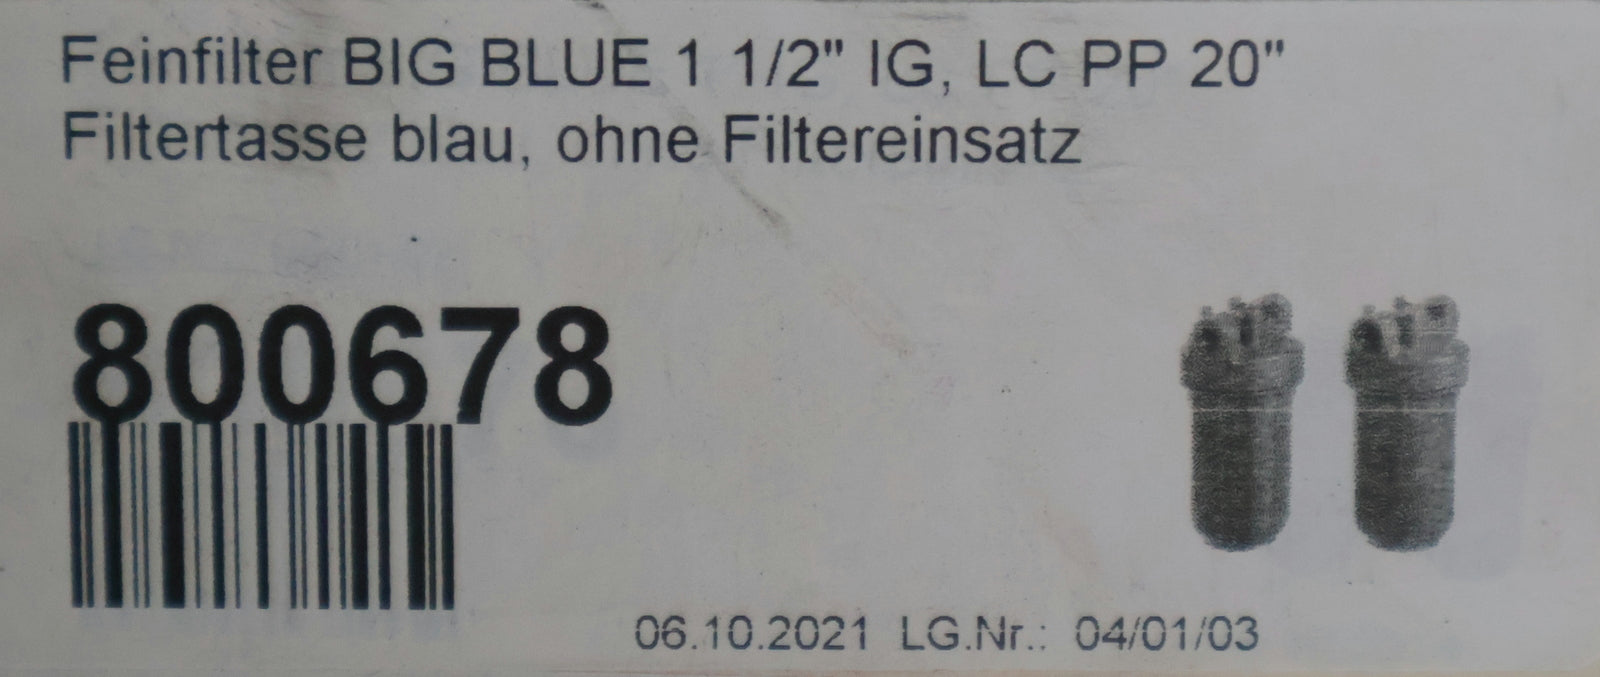 Feinfilter BIG BLUE 1 1/2" IG, LC PP 20"
Filtertasse blau, ohne Filtereinsatz
800678
06.10.2021 LG.Nr.: 04/01/03